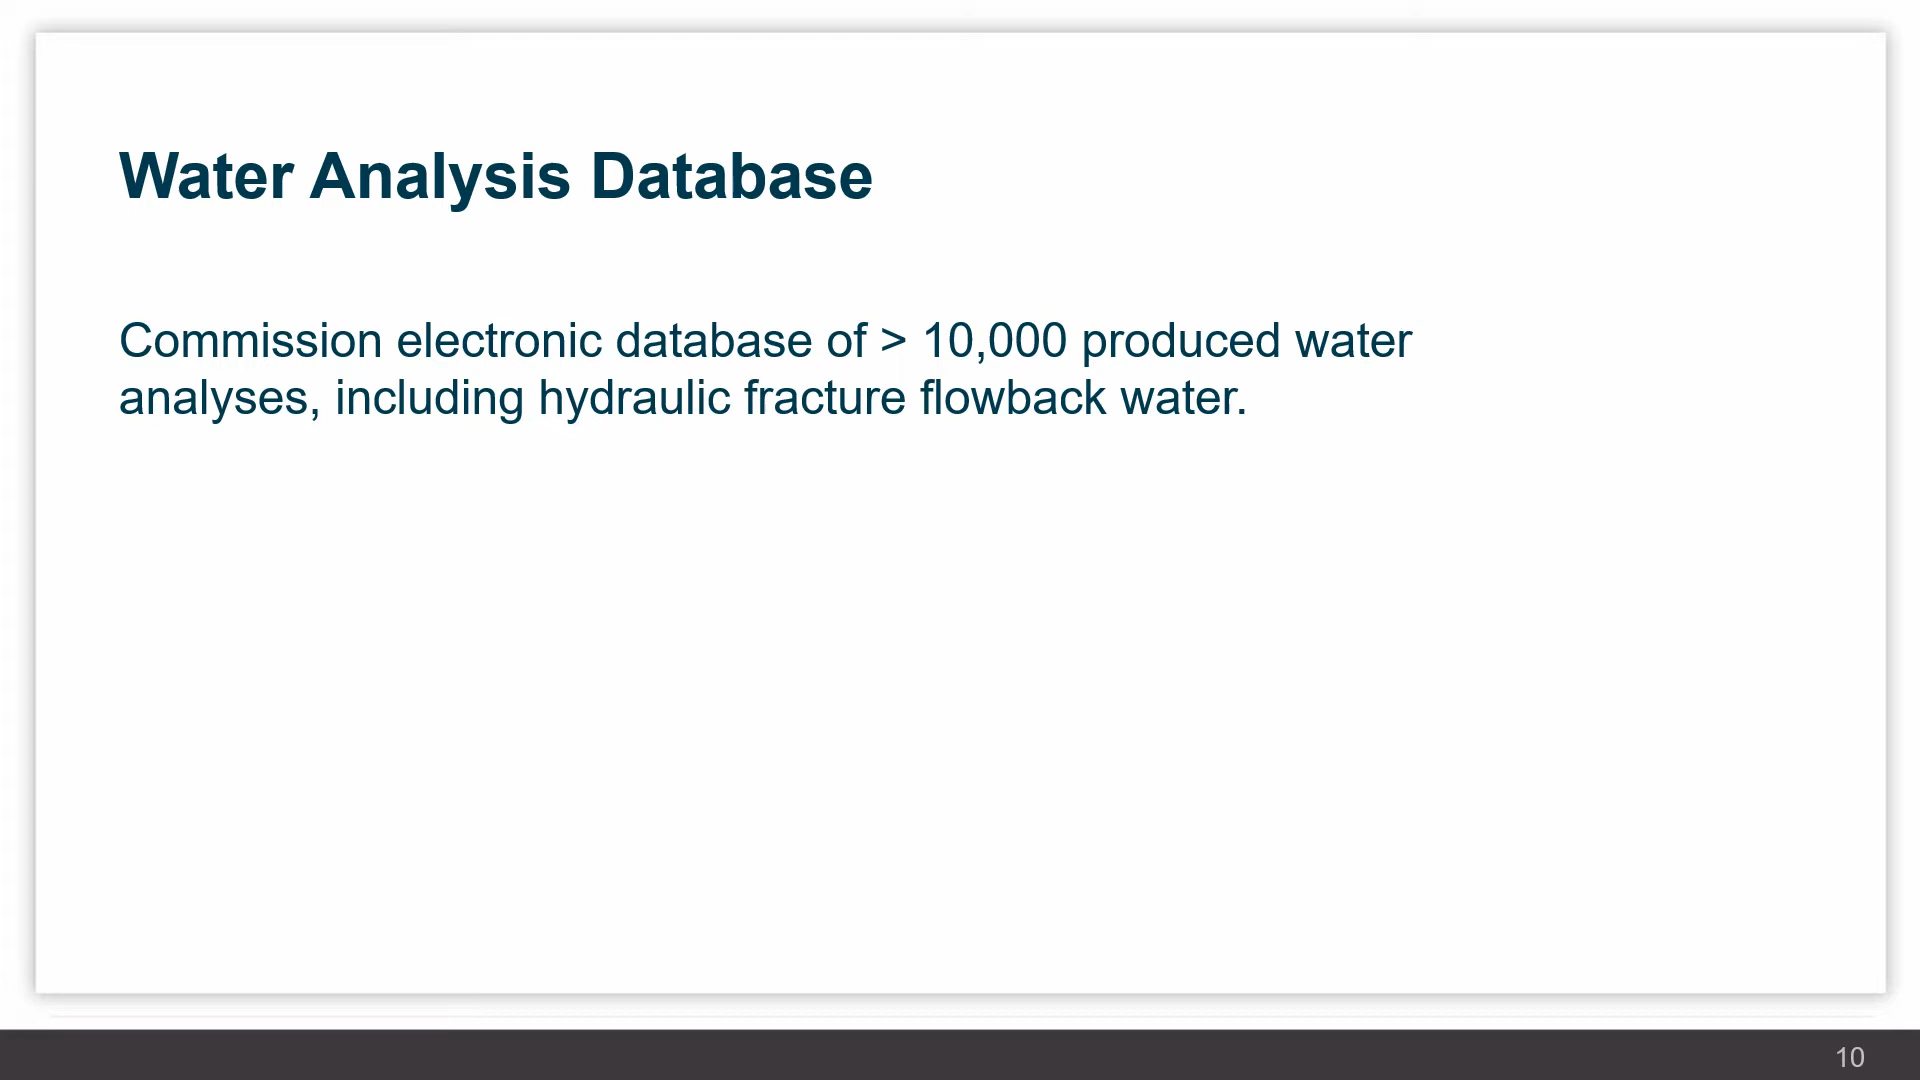 Water Analysis Database
Commission electronic database of > 10,000 produced water
analyses, including hydraulic fracture flowback water.
10